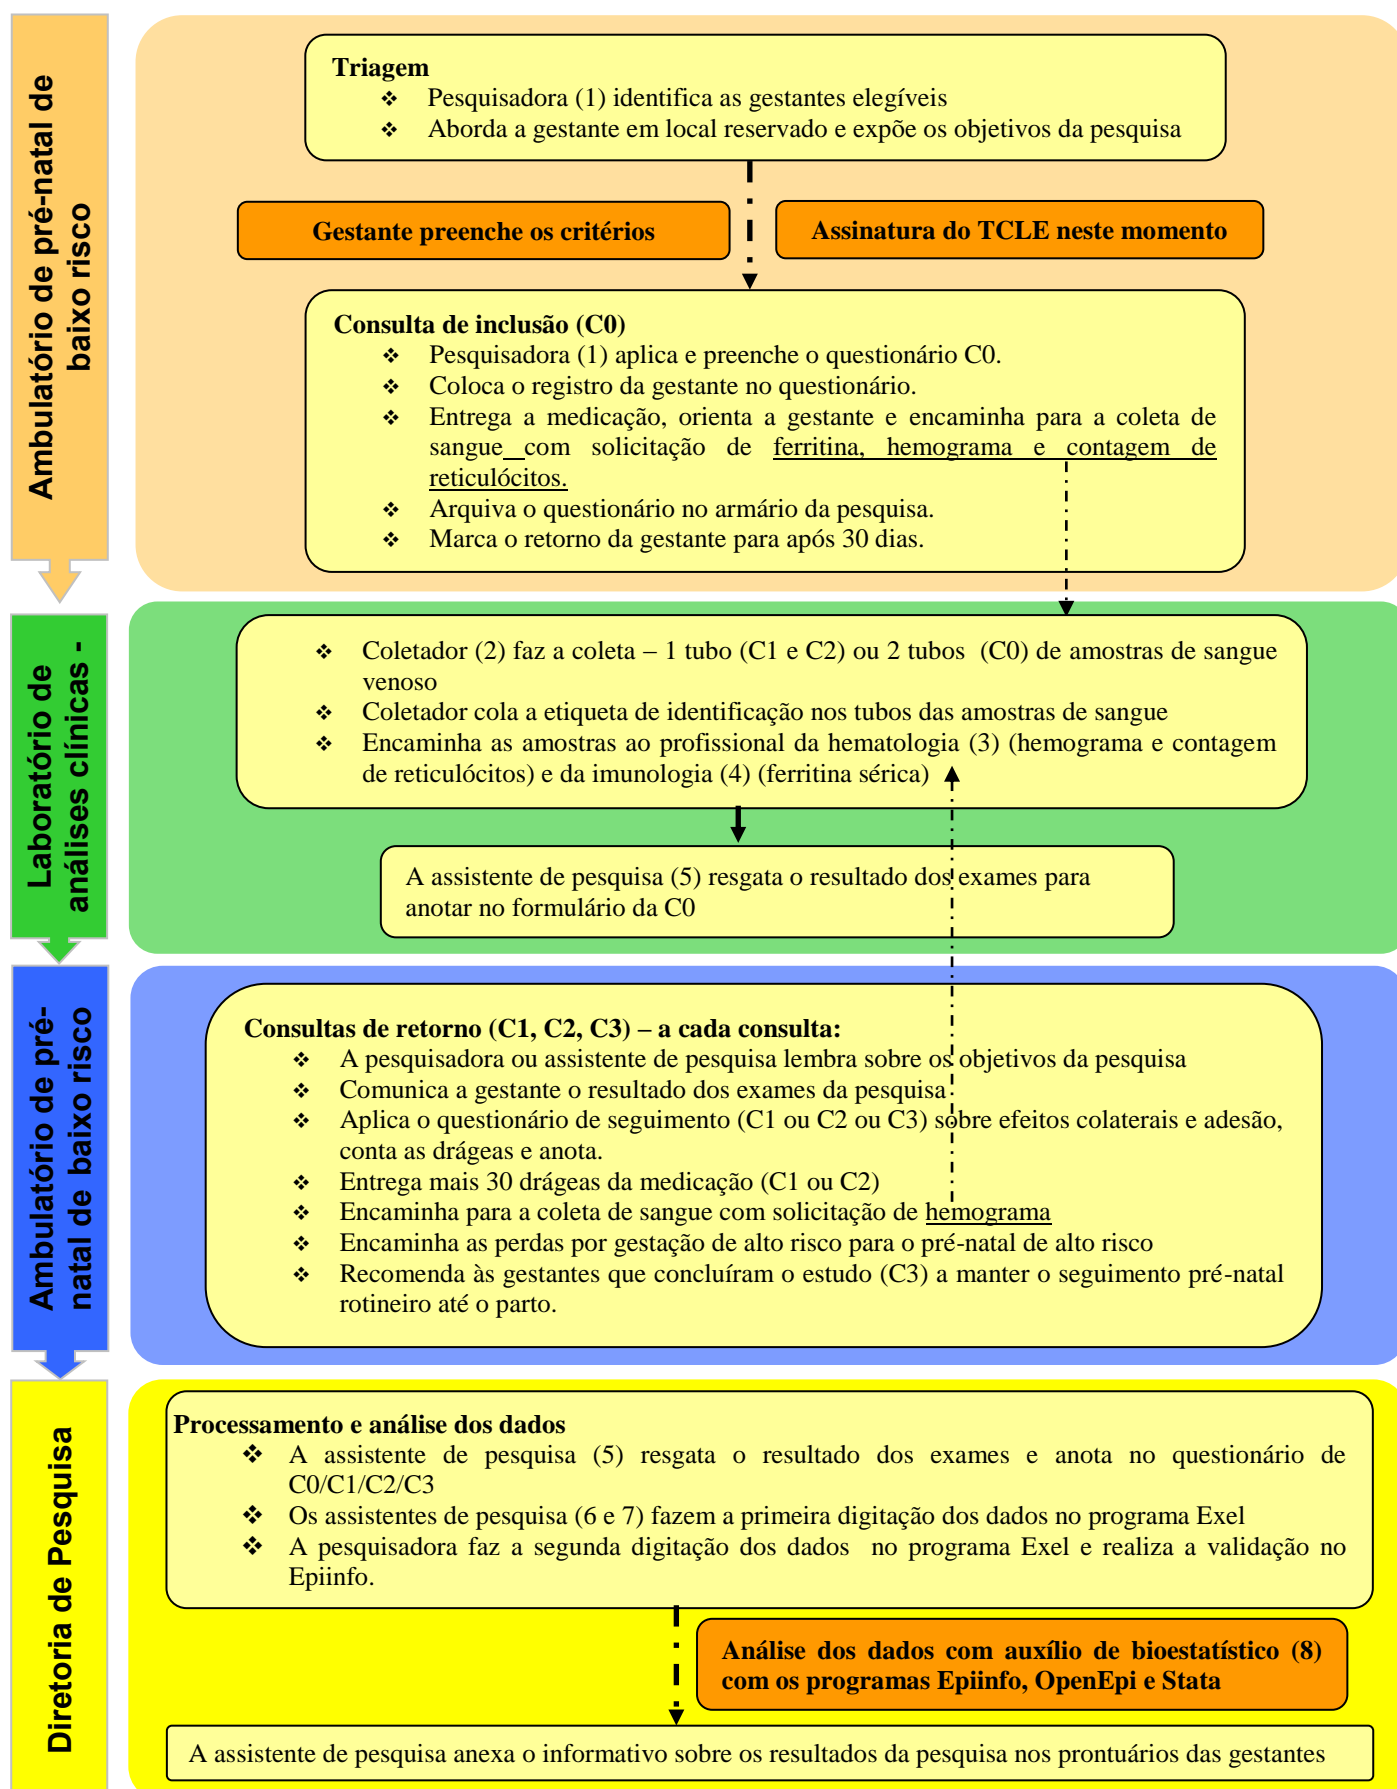 Ambulatório de pré-natal de
baixo risco
Triagem
❖ Pesquisadora (1) identifica as gestantes elegíveis
❖ Aborda a gestante em local reservado e expõe os objetivos da pesquisa
Gestante preenche os critérios
Assinatura do TCLE neste momento
Consulta de inclusão (C0)
❖ Pesquisadora (1) aplica e preenche o questionário C0.
❖ Coloca o registro da gestante no questionário.
❖ Entrega a medicação, orienta a gestante e encaminha para a coleta de
sangue com solicitação de ferritina, hemograma e contagem de
reticulócitos.
❖ Arquiva o questionário no armário da pesquisa.
❖ Marca o retorno da gestante para após 30 dias.
Laboratório de
análises clínicas -
❖ Coletador (2) faz a coleta – 1 tubo (C1 e C2) ou 2 tubos (C0) de amostras de sangue
venoso
❖ Coletador cola a etiqueta de identificação nos tubos das amostras de sangue
❖ Encaminha as amostras ao profissional da hematologia (3) (hemograma e contagem
de reticulócitos) e da imunologia (4) (ferritina sérica)
A assistente de pesquisa (5) resgata o resultado dos exames para
anotar no formulário da C0
Ambulatório de pré-
natal de baixo risco
Consultas de retorno (C1, C2, C3) – a cada consulta:
❖ A pesquisadora ou assistente de pesquisa lembra sobre os objetivos da pesquisa
❖ Comunica a gestante o resultado dos exames da pesquisa
❖ Aplica o questionário de seguimento (C1 ou C2 ou C3) sobre efeitos colaterais e adesão,
conta as drágeas e anota.
❖ Entrega mais 30 drágeas da medicação (C1 ou C2)
❖ Encaminha para a coleta de sangue com solicitação de hemograma
❖ Encaminha as perdas por gestação de alto risco para o pré-natal de alto risco
❖ Recomenda às gestantes que concluíram o estudo (C3) a manter o seguimento pré-natal
rotineiro até o parto.
Diretoria de Pesquisa
Processamento e análise dos dados
❖ A assistente de pesquisa (5) resgata o resultado dos exames e anota no questionário de
C0/C1/C2/C3
❖ Os assistentes de pesquisa (6 e 7) fazem a primeira digitação dos dados no programa Exel
❖ A pesquisadora faz a segunda digitação dos dados no programa Exel e realiza a validação no
Epiinfo.
Análise dos dados com auxílio de bioestatístico (8)
com os programas Epiinfo, OpenEpi e Stata
A assistente de pesquisa anexa o informativo sobre os resultados da pesquisa nos prontuários das gestantes